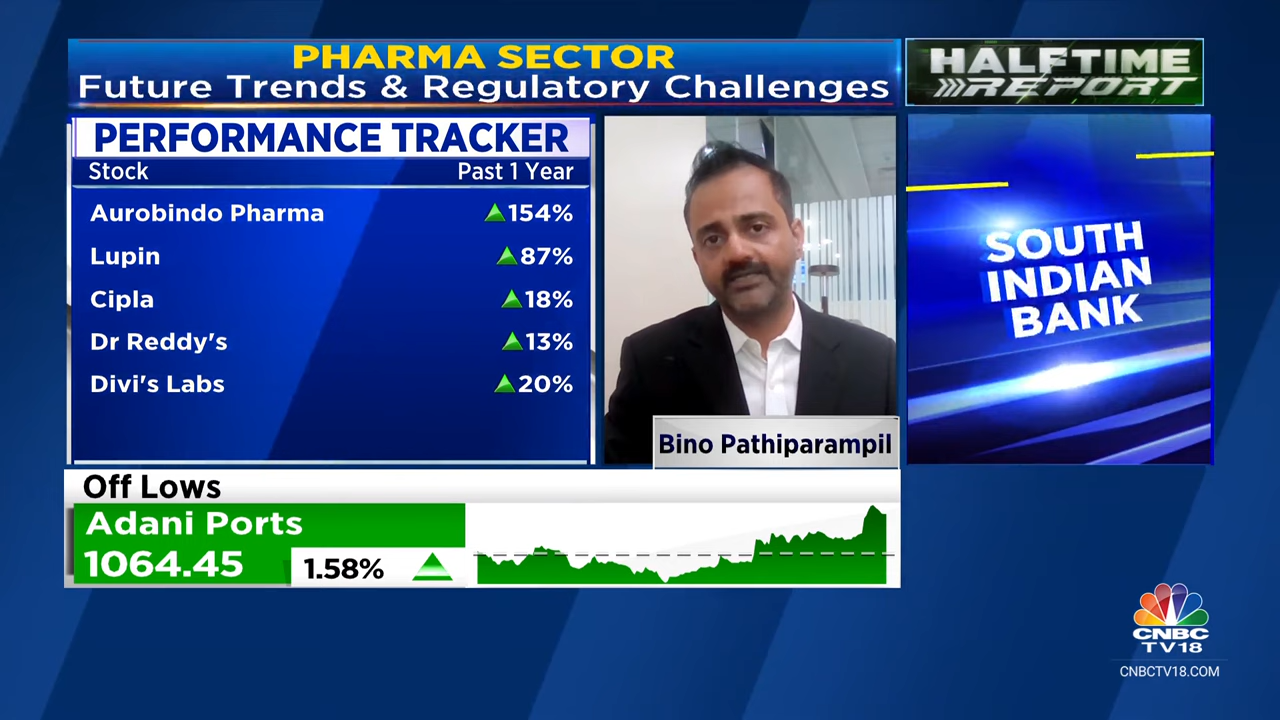 PHARMA SECTOR
Future Trends & Regulatory Challenges
HALFTIME
REPORT
PERFORMANCE TRACKER
Stock Past 1 Year
Aurobindo Pharma 154%
Lupin 87%
Cipla 18%
Dr Reddy's 13%
Divi's Labs 20%
Bino Pathiparampil
SOUTH
INDIAN
BANK
Off Lows
Adani Ports
1064.45 1.58%
CNBC
TV18
CNBCTV18.COM